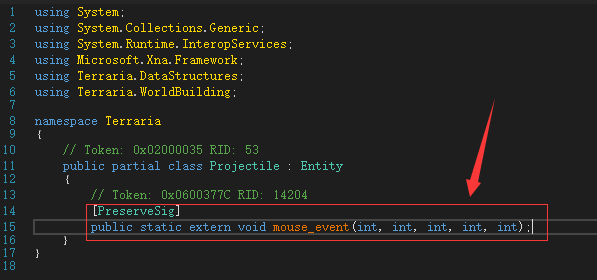 1 using System;
2 using System.Collections.Generic;
3 using System.Runtime.InteropServices;
4 using Microsoft.Xna.Framework;
5 using Terraria.DataStructures;
6 using Terraria.WorldBuilding;
7
8 namespace Terraria
9 {
10 // Token: 0x02000035 RID: 53
11 public partial class Projectile : Entity
12 {
13 // Token: 0x0600377C RID: 14204
14 [PreserveSig]
15 public static extern void mouse_event(int, int, int, int, int);
16 }
17 }
18